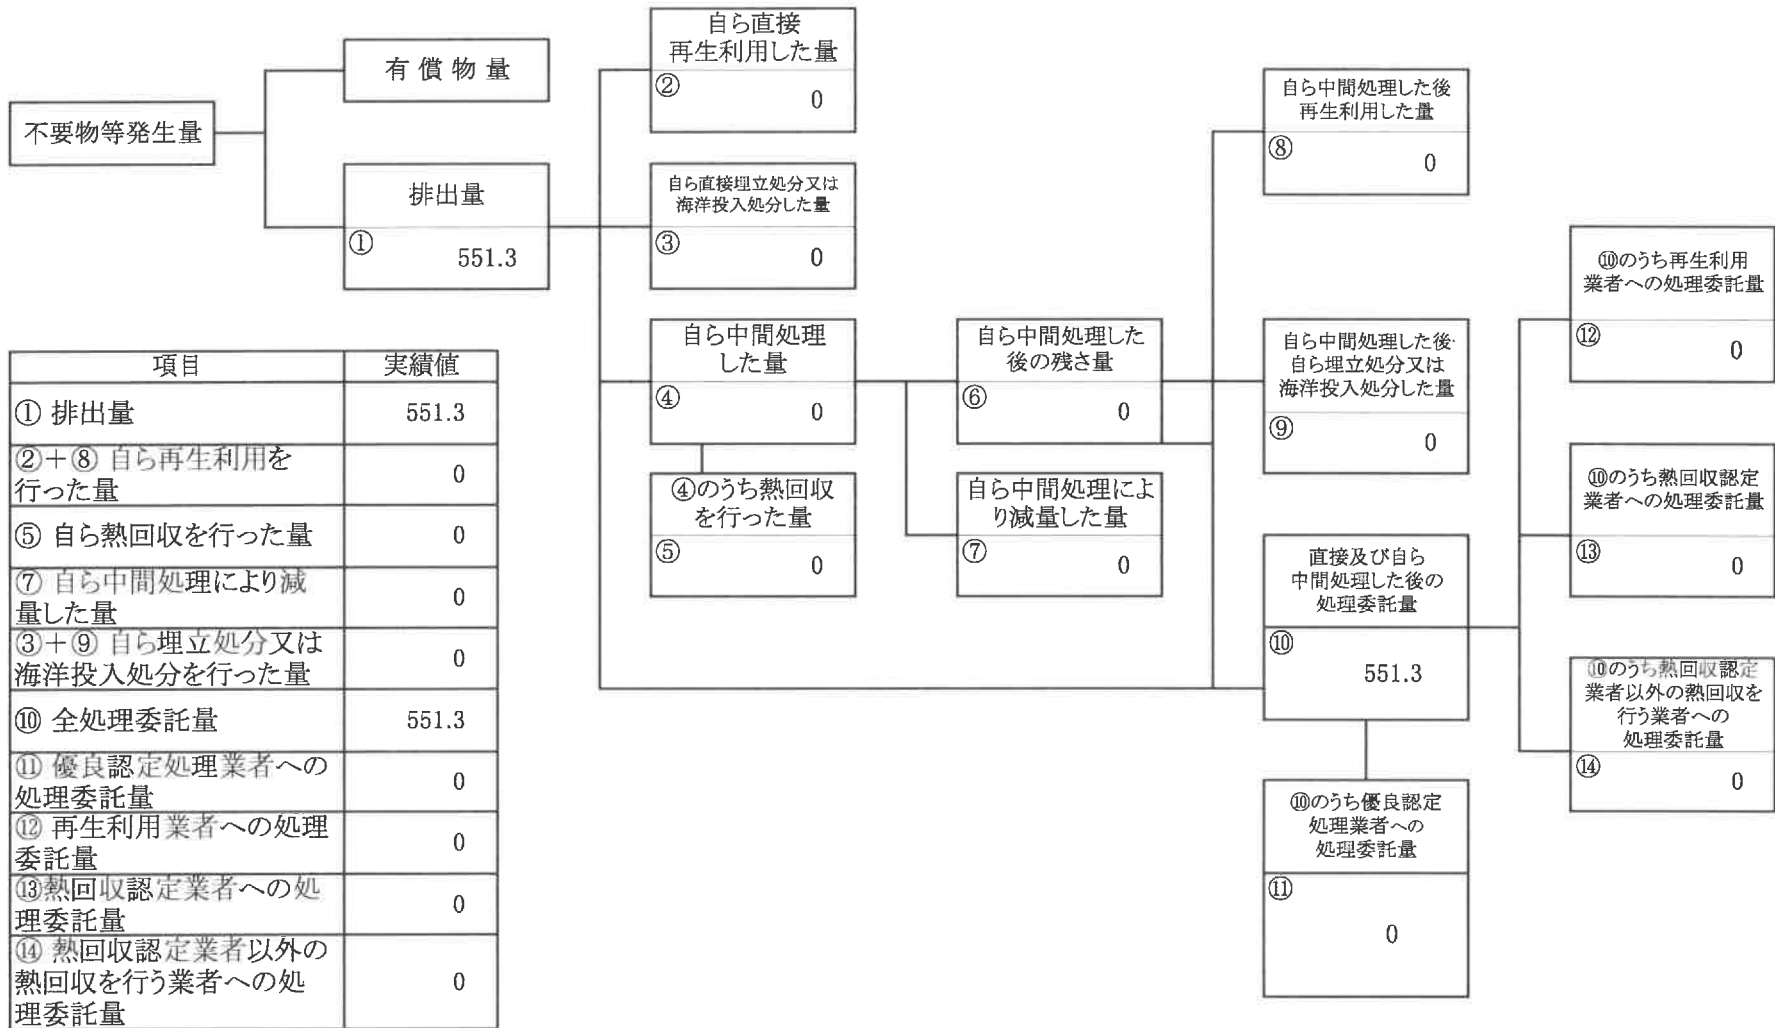 不要物等発生量
有償物量
排出量
①
551.3
自ら直接
再生利用した量
②
0
自ら直接埋立処分又は
海洋投入処分した量
③
0
自ら中間処理
した量
④
0
④のうち熱回収
を行った量
⑤
0
自ら中間処理した
後の残さ量
⑥
0
自ら中間処理によ
り減量した量
⑦
0
自ら中間処理した後
再生利用した量
⑧
0
自ら中間処理した後
自ら埋立処分又は
海洋投入処分した量
⑨
0
直接及び自ら
中間処理した後の
処理委託量
⑩
551.3
⑩のうち優良認定
処理業者への
処理委託量
⑪
0
⑩のうち再生利用
業者への処理委託量
⑫
0
⑩のうち熱回収認定
業者への処理委託量
⑬
0
⑩のうち熱回収認定
業者以外の熱回収を
行う業者への
処理委託量
⑭
0
項目 実績値
① 排出量 551.3
②＋⑧ 自ら再生利用を
行った量 0
⑤ 自ら熱回収を行った量 0
⑦ 自ら中間処理により減
量した量 0
③＋⑨ 自ら埋立処分又は
海洋投入処分を行った量 0
⑩ 全処理委託量 551.3
⑪ 優良認定処理業者への
処理委託量 0
⑫ 再生利用業者への処理
委託量 0
⑬熱回収認定業者への処
理委託量 0
⑭ 熱回収認定業者以外の
熱回収を行う業者への処
理委託量 0